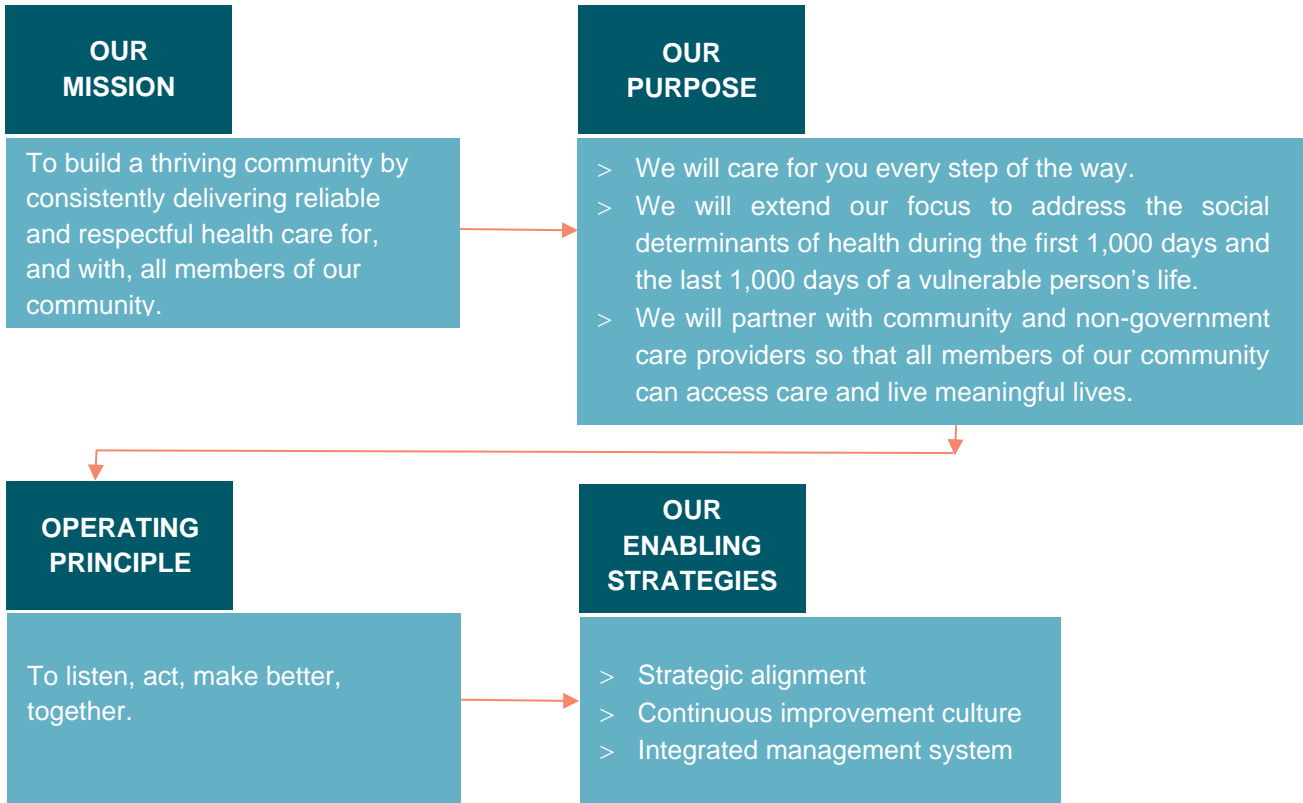 OUR
MISSION
To build a thriving community by
consistently delivering reliable
and respectful health care for,
and with, all members of our
community.
OUR
PURPOSE
> We will care for you every step of the way.
> We will extend our focus to address the social
determinants of health during the first 1,000 days and
the last 1,000 days of a vulnerable person’s life.
> We will partner with community and non-government
care providers so that all members of our community
can access care and live meaningful lives.
OPERATING
PRINCIPLE
To listen, act, make better,
together.
OUR
ENABLING
STRATEGIES
> Strategic alignment
> Continuous improvement culture
> Integrated management system